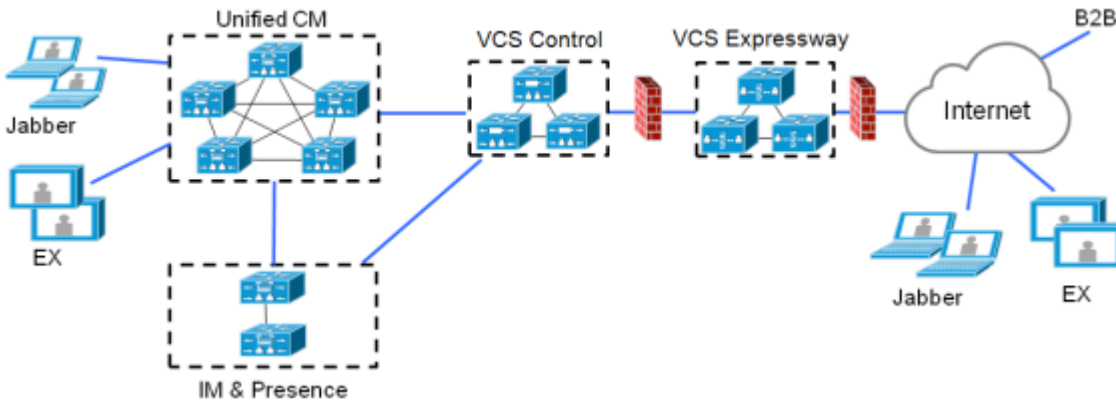 Unified CM
B2B
VCS Control
VCS Expressway
Internet
Jabber
EX
Jabber
EX
IM & Presence